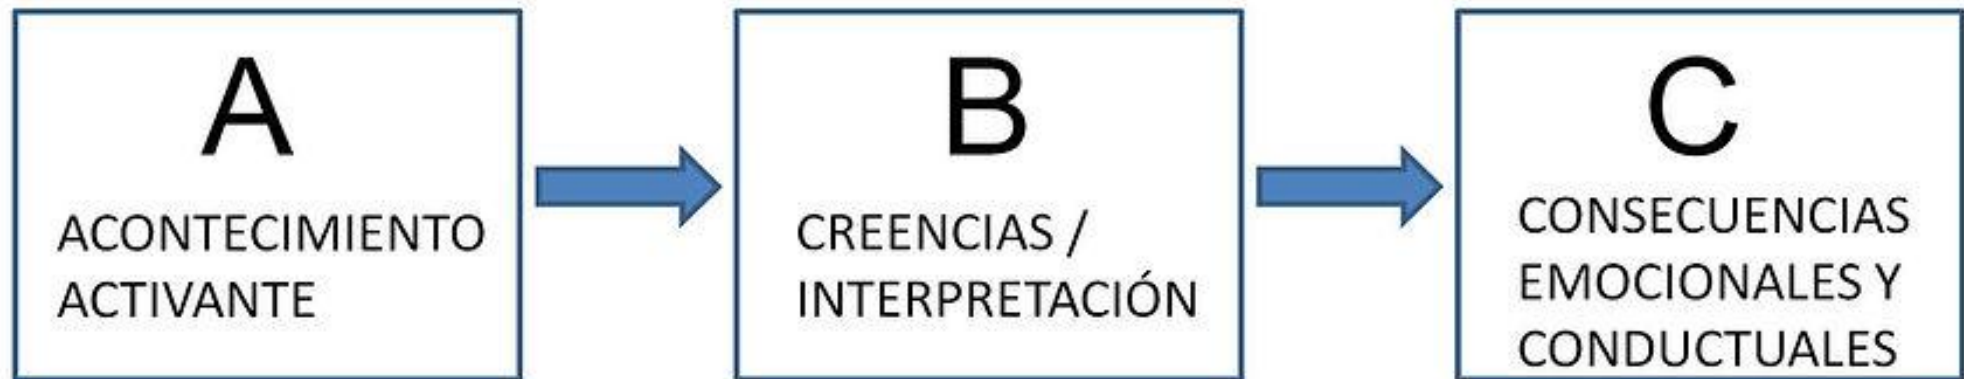 A
ACONTECIMIENTO
ACTIVANTE
B
CREENCIAS /
INTERPRETACIÓN
C
CONSECUENCIAS
EMOCIONALES Y
CONDUCTUALES